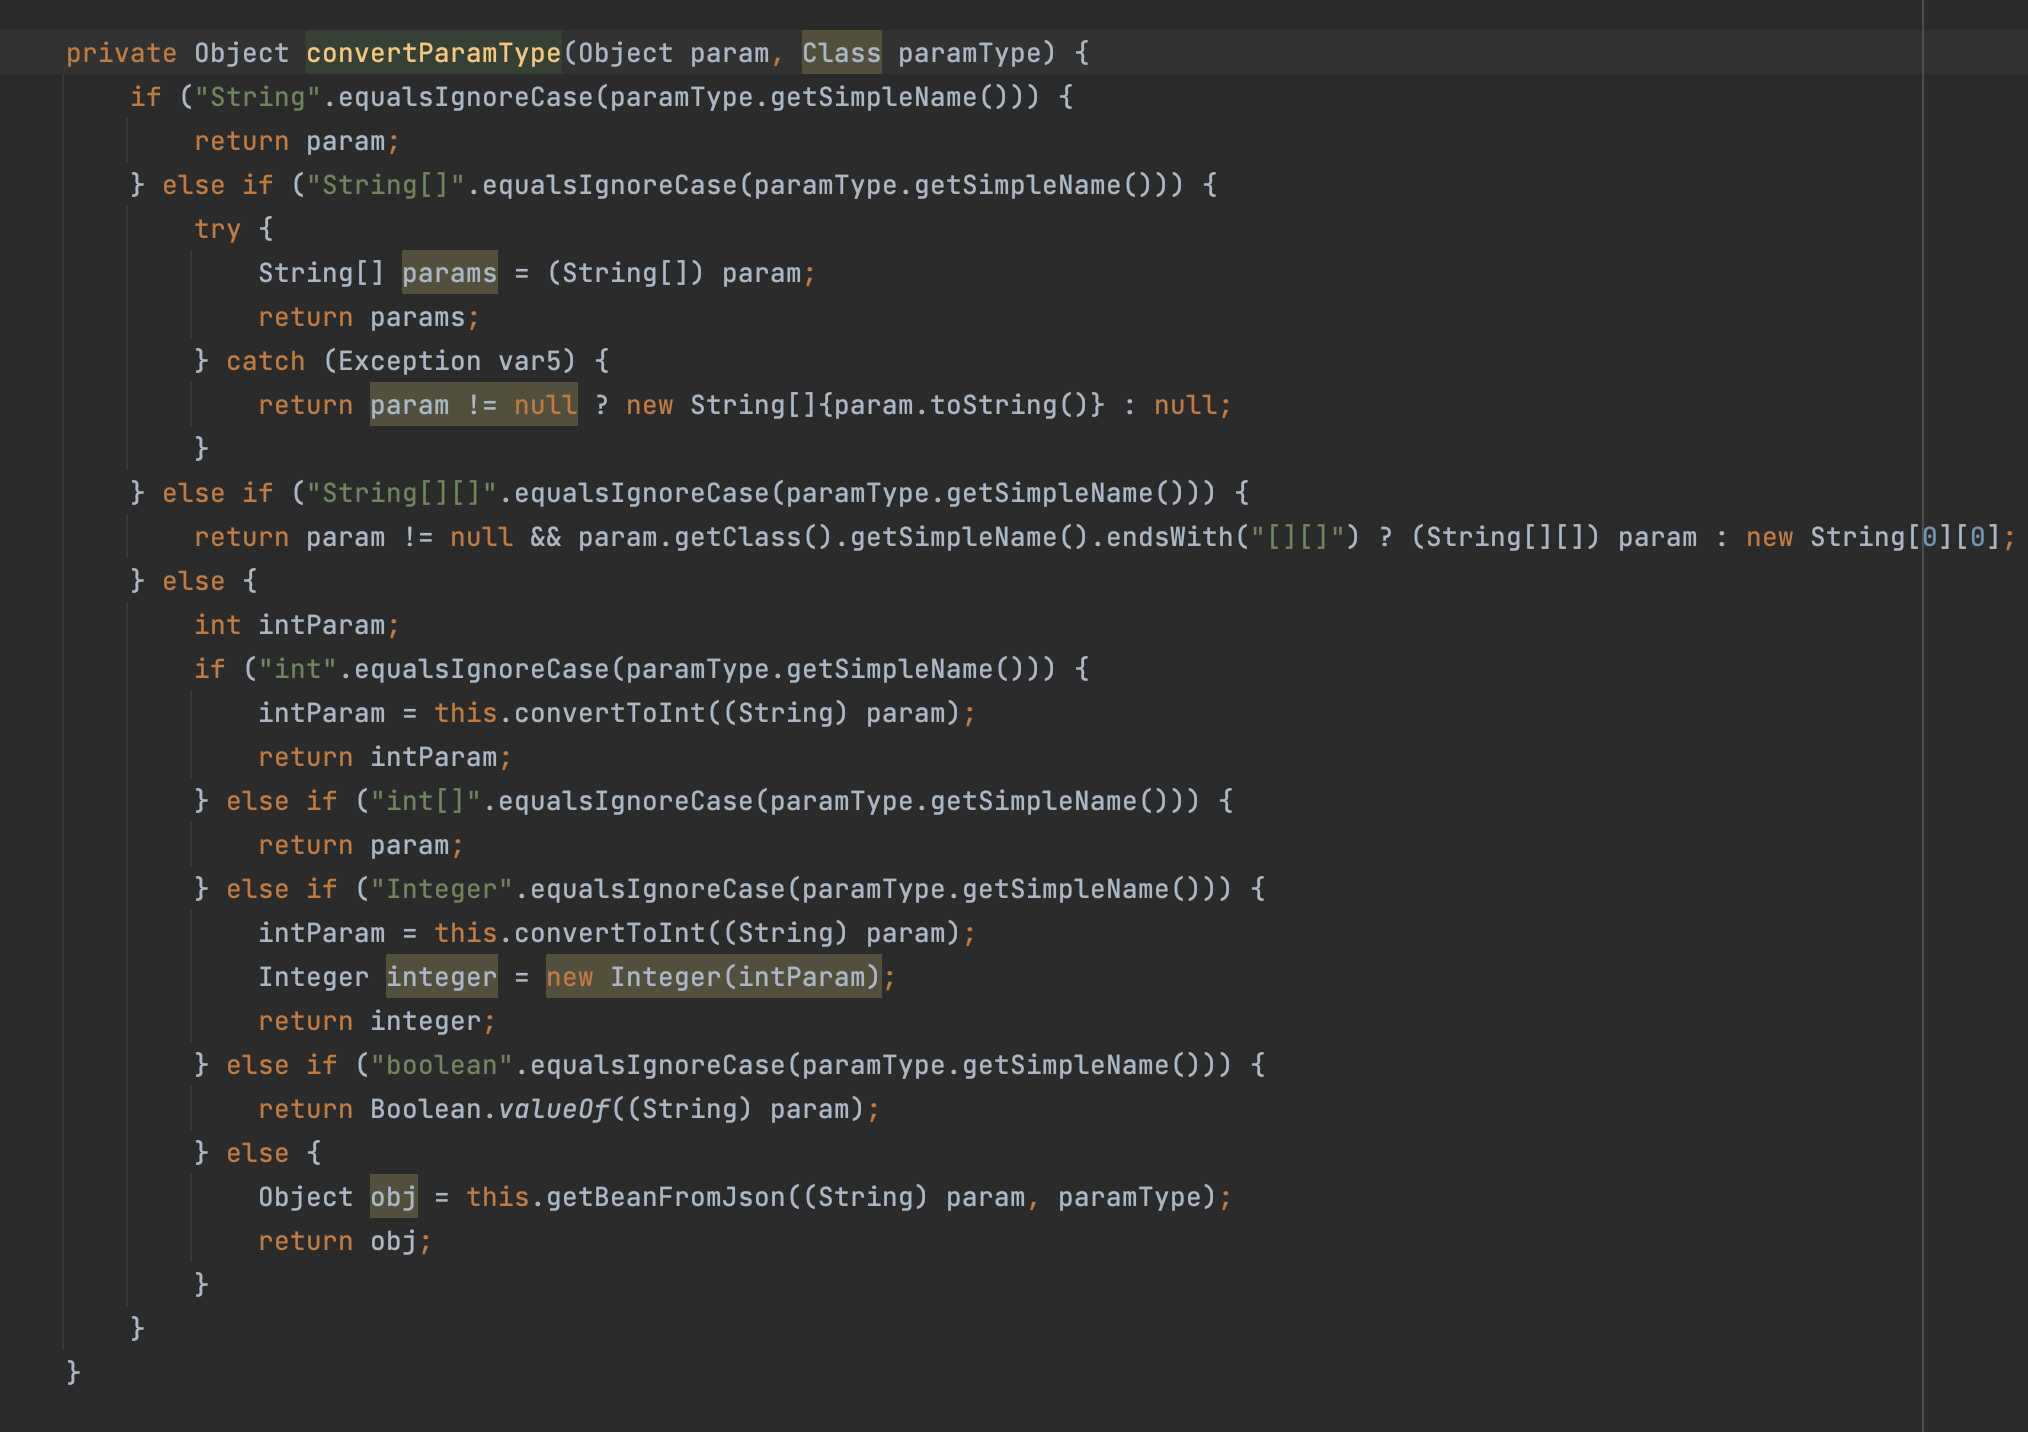 private Object convertParamType(Object param, Class paramType) {
if ("String".equalsIgnoreCase(paramType.getSimpleName())) {
return param;
} else if ("String[]".equalsIgnoreCase(paramType.getSimpleName())) {
try {
String[] params = (String[]) param;
return params;
} catch (Exception var5) {
return param != null ? new String[]{param.toString()} : null;
}
} else if ("String[][]".equalsIgnoreCase(paramType.getSimpleName())) {
return param != null && param.getClass().getSimpleName().endsWith("[][]") ? (String[][]) param : new String[0][0];
} else {
int intParam;
if ("int".equalsIgnoreCase(paramType.getSimpleName())) {
intParam = this.convertToInt((String) param);
return intParam;
} else if ("int[]".equalsIgnoreCase(paramType.getSimpleName())) {
return param;
} else if ("Integer".equalsIgnoreCase(paramType.getSimpleName())) {
intParam = this.convertToInt((String) param);
Integer integer = new Integer(intParam);
return integer;
} else if ("boolean".equalsIgnoreCase(paramType.getSimpleName())) {
return Boolean.valueOf((String) param);
} else {
Object obj = this.getBeanFromJson((String) param, paramType);
return obj;
}
}
}